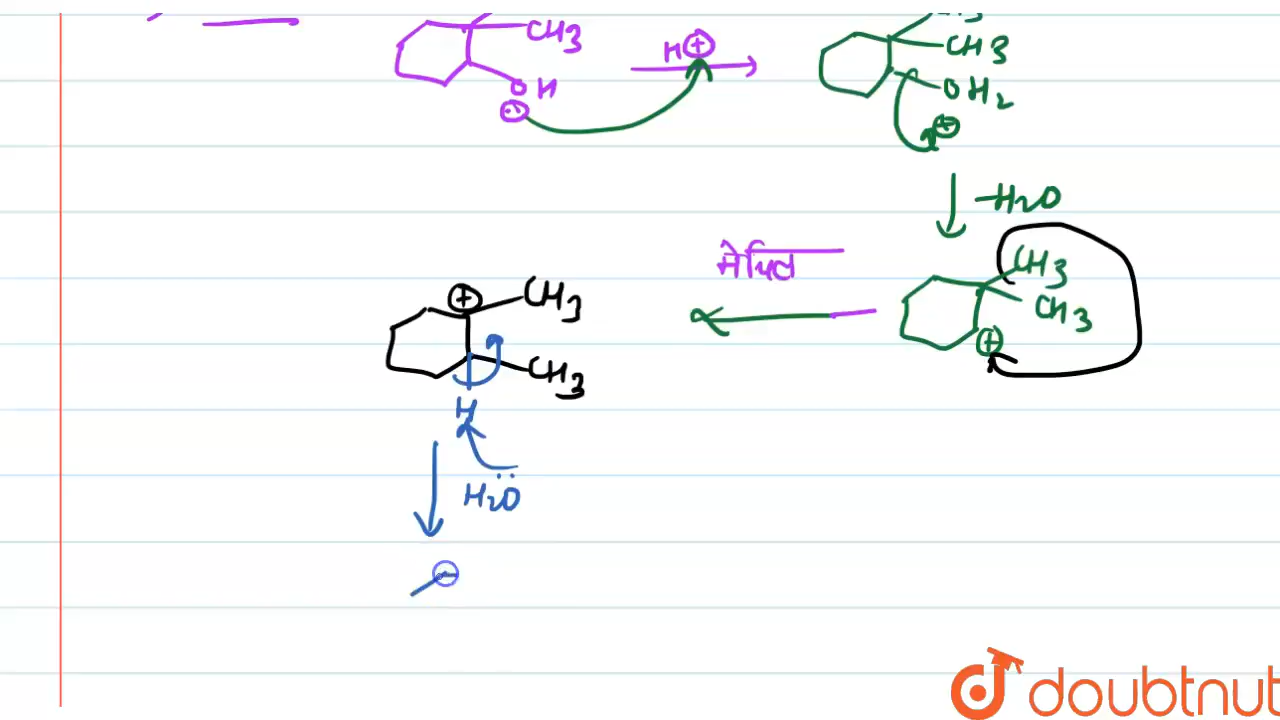 CH3
OH
H⊕
CH3
OH2
⊕
-H2O
CH3
CH3
⊕
मेथिल
⊕
CH3
CH3
H
H2O
doubtnut